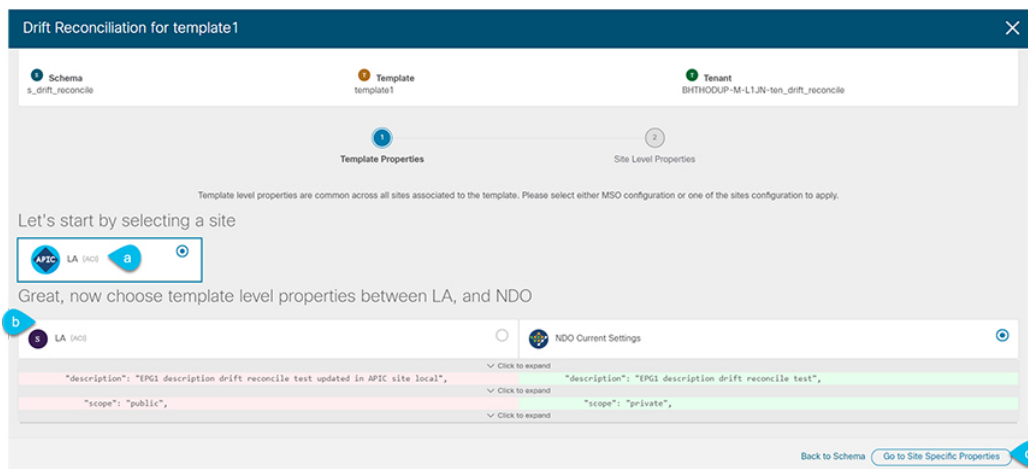 Drift Reconciliation for template1
S Schema
s_drift_reconcile
T Template
template1
T Tenant
BHTHODUP-M-L1JN-ten_drift_reconcile
1
Template Properties
2
Site Level Properties
Template level properties are common across all sites associated to the template. Please select either MSO configuration or one of the sites configuration to apply.
Let's start by selecting a site
APIC LA (ACI) a
Great, now choose template level properties between LA, and NDO
b
S LA (ACI)
NDO Current Settings
Click to expand
"description": "EPG1 description drift reconcile test updated in APIC site local",
"description": "EPG1 description drift reconcile test",
Click to expand
"scope": "public",
"scope": "private",
Click to expand
Back to Schema Go to Site Specific Properties c